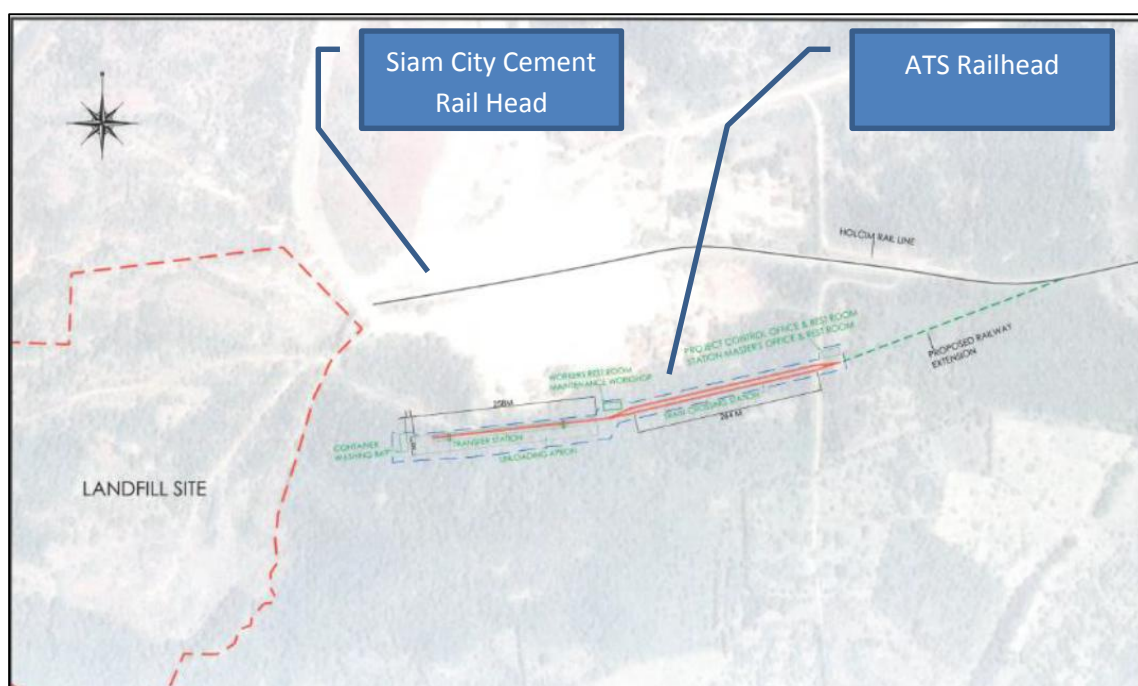 Siam City Cement
Rail Head
ATS Railhead
HOLCIM RAIL LINE
PROJECT CONTROL OFFICE & REST ROOM
STATION MASTER'S OFFICE & REST ROOM
PROPOSED RAILWAY
EXTENSION
WORKERS REST ROOM
MAINTENANCE WORKSHOP
258M
TRAIN CROSSING STATION
264 M
CONTAINER
WASHING BAY
TRANSFER STATION
UNLOADING APRON
LANDFILL SITE